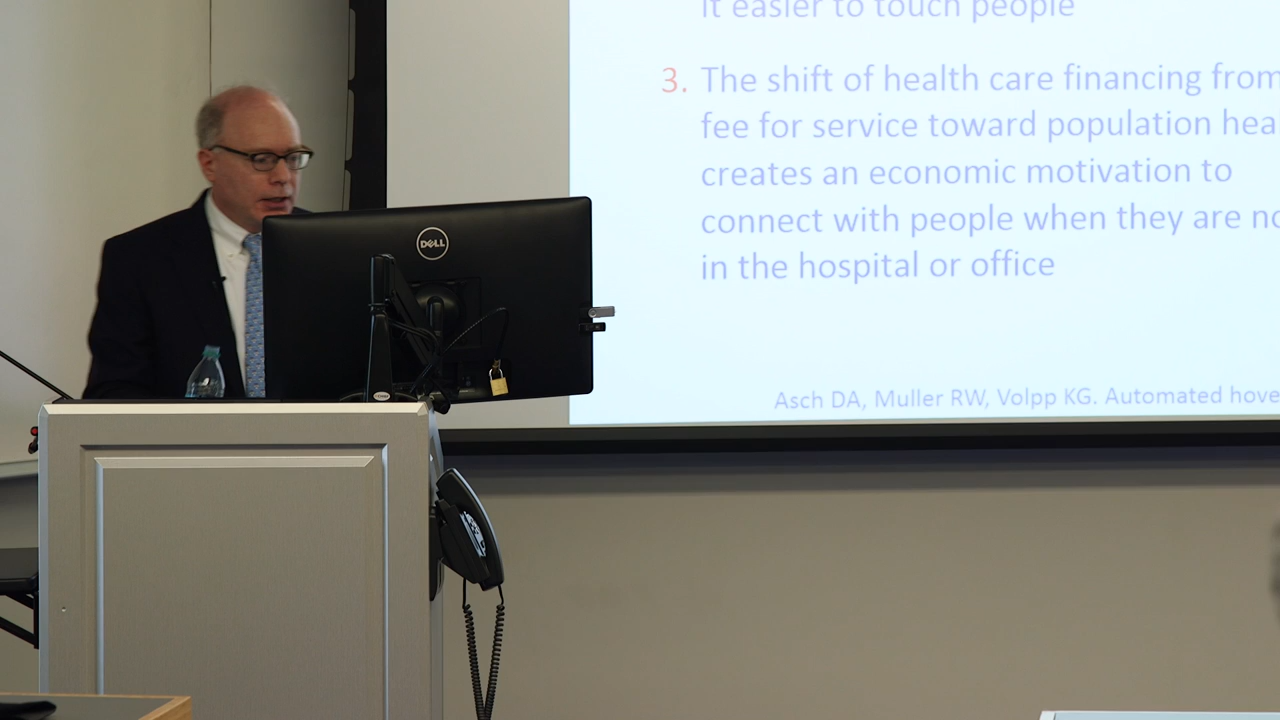 it easier to touch people
3. The shift of health care financing from
fee for service toward population hea
creates an economic motivation to
connect with people when they are no
in the hospital or office
Asch DA, Muller RW, Volpp KG. Automated hove
DELL